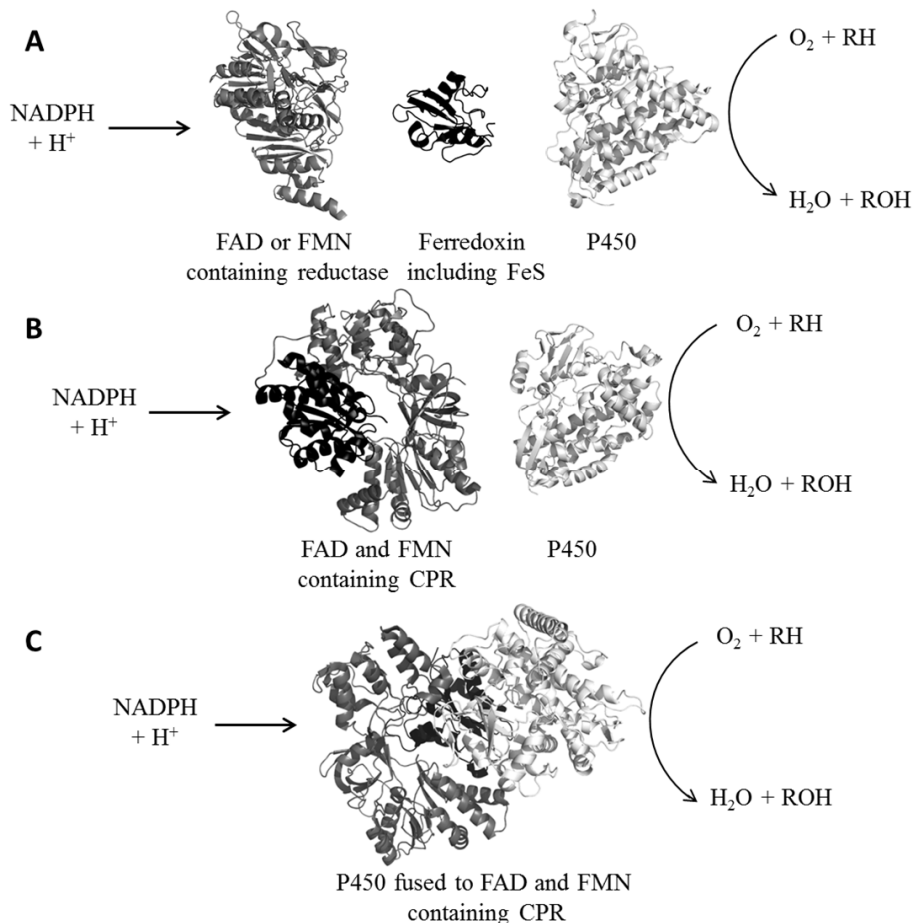 A
O₂ + RH
NADPH
+ H⁺
H₂O + ROH
FAD or FMN
containing reductase
Ferredoxin
including FeS
P450
B
O₂ + RH
NADPH
+ H⁺
H₂O + ROH
FAD and FMN
containing CPR
P450
C
O₂ + RH
NADPH
+ H⁺
H₂O + ROH
P450 fused to FAD and FMN
containing CPR